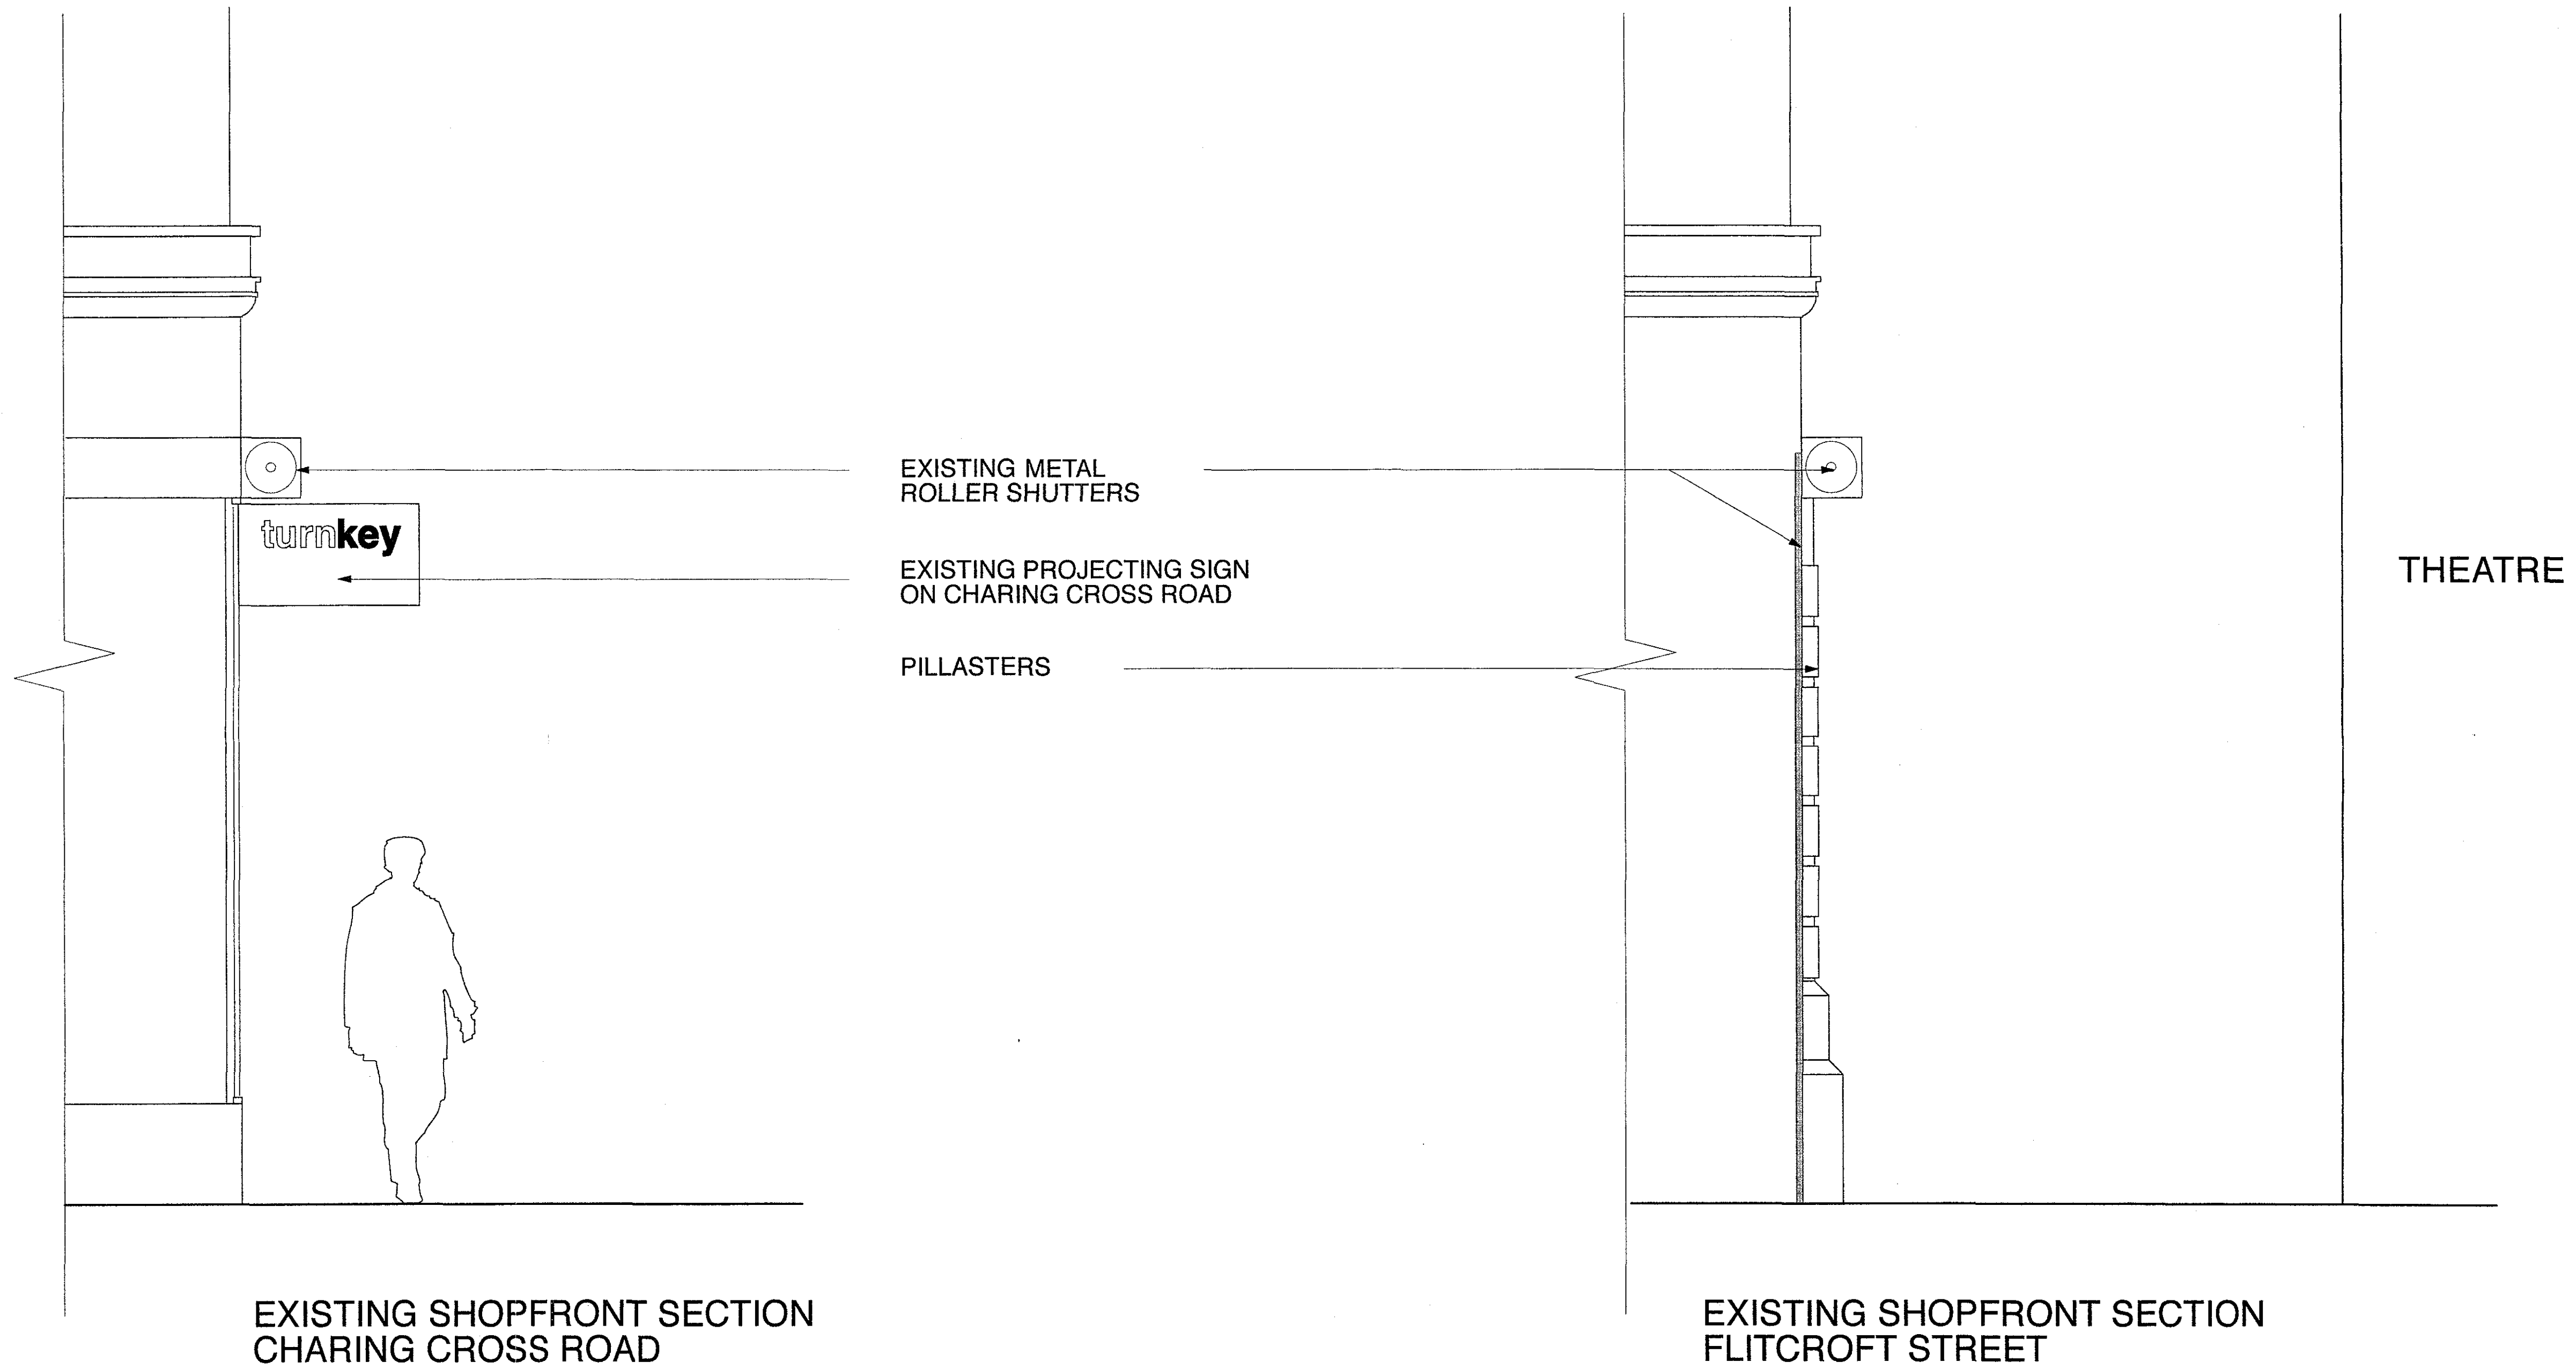 EXISTING METAL
ROLLER SHUTTERS
turnkey
EXISTING PROJECTING SIGN
ON CHARING CROSS ROAD
THEATRE
PILLASTERS
EXISTING SHOPFRONT SECTION
CHARING CROSS ROAD
EXISTING SHOPFRONT SECTION
FLITCROFT STREET